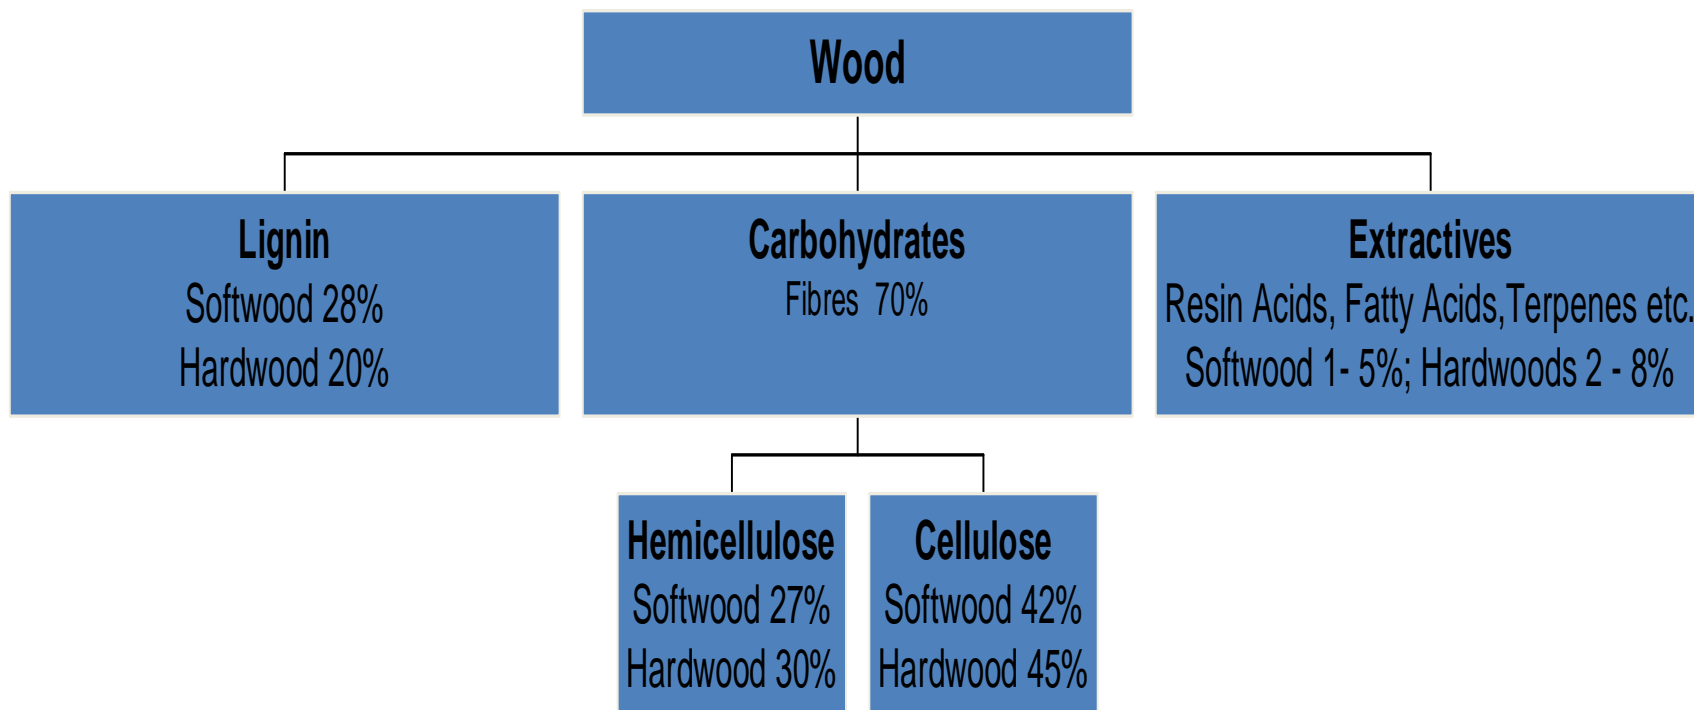 Wood
Lignin
Softwood 28%
Hardwood 20%
Carbohydrates
Fibres  70%
Extractives
Resin Acids, Fatty Acids,Terpenes etc.
Softwood 1- 5%; Hardwoods 2 - 8%
Hemicellulose
Softwood 27%
Hardwood 30%
Cellulose
Softwood 42%
Hardwood 45%